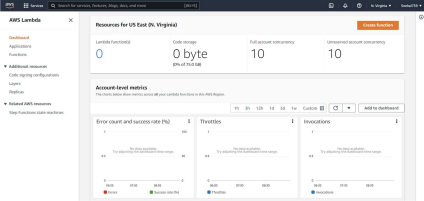 aws Services Search for services, features, blogs, docs, and more [Alt+S] N. Virginia
AWS Lambda
Dashboard
Applications
Functions
Additional resources
Code signing configurations
Layers
Replicas
Related AWS resources
Step Functions state machines
Resources for US East (N. Virginia)
Create function
Lambda function(s) Code storage Full account concurrency Unreserved account concurrency
0 0 byte 10 10
(0% of 75.0 GB)
Account-level metrics
The charts below show metrics across all your Lambda functions in this AWS Region.
1h 3h 12h 1d 3d 1w Custom Add to dashboard
Error count and success rate (%) Throttles Invocations
1 100 1 1
No data available. No data available. No data available.
Try adjusting the dashboard time range. Try adjusting the dashboard time range. Try adjusting the dashboard time range.
0.5 50 0.5 0.5
0 0 0 0
06:00 07:00 08:00 06:00 07:00 08:00 06:00 07:00 08:00
Errors Success rate (%) Throttles Invocations